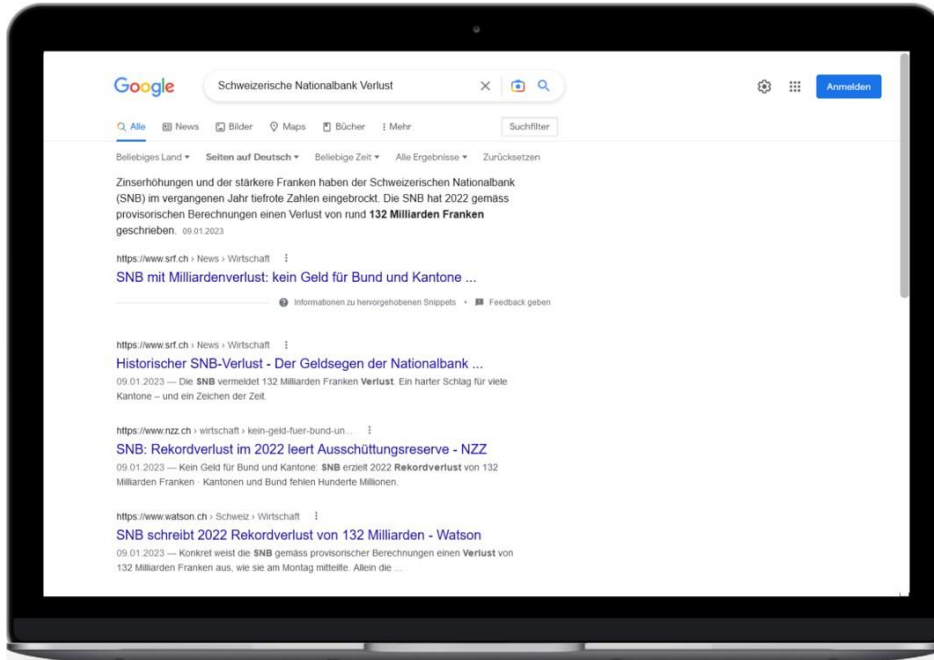 Google
Schweizerische Nationalbank Verlust
Anmelden
Alle News Bilder Maps Bücher Mehr Suchfilter
Beliebiges Land Seiten auf Deutsch Beliebige Zeit Alle Ergebnisse Zurücksetzen
Zinserhöhungen und der stärkere Franken haben der Schweizerischen Nationalbank
(SNB) im vergangenen Jahr tiefrote Zahlen eingebrockt. Die SNB hat 2022 gemäss
provisorischen Berechnungen einen Verlust von rund 132 Milliarden Franken
geschrieben. 09.01.2023
https://www.srf.ch › News › Wirtschaft
SNB mit Milliardenverlust: kein Geld für Bund und Kantone ...
Informationen zu hervorgehobenen Snippets • Feedback geben
https://www.srf.ch › News › Wirtschaft
Historischer SNB-Verlust - Der Geldsegen der Nationalbank ...
09.01.2023 — Die SNB vermeldet 132 Milliarden Franken Verlust. Ein harter Schlag für viele
Kantone – und ein Zeichen der Zeit.
https://www.nzz.ch › wirtschaft › kein-geld-fuer-bund-un...
SNB: Rekordverlust im 2022 leert Ausschüttungsreserve - NZZ
09.01.2023 — Kein Geld für Bund und Kantone: SNB erzielt 2022 Rekordverlust von 132
Milliarden Franken · Kantonen und Bund fehlen Hunderte Millionen.
https://www.watson.ch › Schweiz › Wirtschaft
SNB schreibt 2022 Rekordverlust von 132 Milliarden - Watson
09.01.2023 — Konkret weist die SNB gemäss provisorischer Berechnungen einen Verlust von
132 Milliarden Franken aus, wie sie am Montag mitteilte. Allein die ...